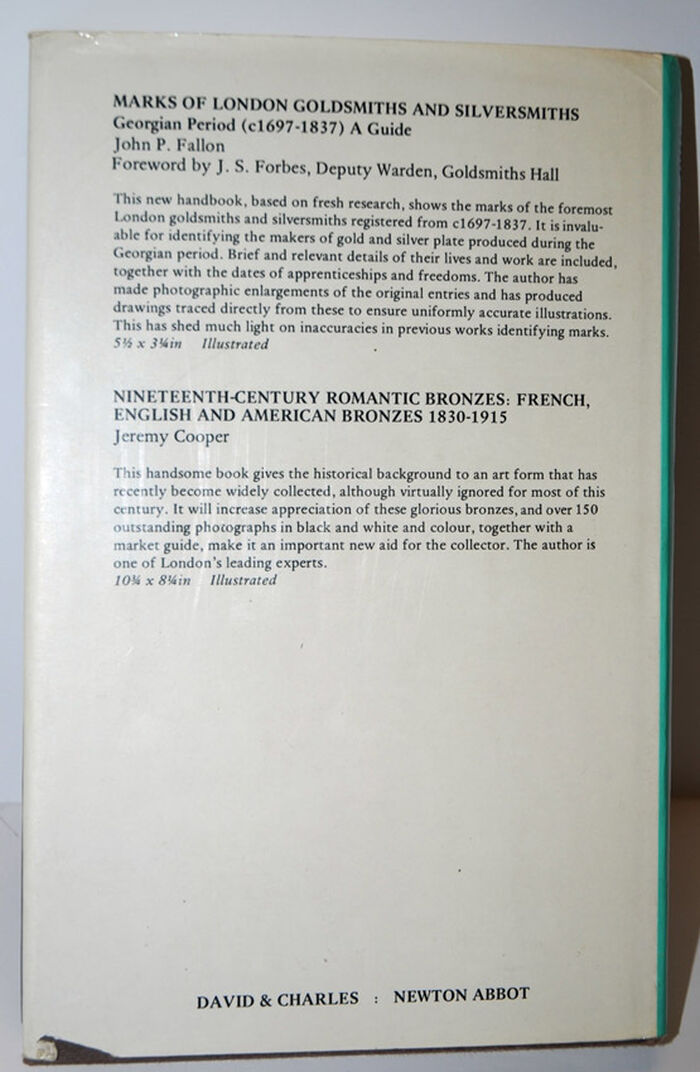 MARKS OF LONDON GOLDSMITHS AND SILVERSMITHS
Georgian Period (c1697-1837) A Guide
John P. Fallon
Foreword by J. S. Forbes, Deputy Warden, Goldsmiths Hall
This new handbook, based on fresh research, shows the marks of the foremost
London goldsmiths and silversmiths registered from c1697-1837. It is invalu-
able for identifying the makers of gold and silver plate produced during the
Georgian period. Brief and relevant details of their lives and work are included,
together with the dates of apprenticeships and freedoms. The author has
made photographic enlargements of the original entries and has produced
drawings traced directly from these to ensure uniformly accurate illustrations.
This has shed much light on inaccuracies in previous works identifying marks.
5½ x 3¼in Illustrated
NINETEENTH-CENTURY ROMANTIC BRONZES: FRENCH,
ENGLISH AND AMERICAN BRONZES 1830-1915
Jeremy Cooper
This handsome book gives the historical background to an art form that has
recently become widely collected, although virtually ignored for most of this
century. It will increase appreciation of these glorious bronzes, and over 150
outstanding photographs in black and white and colour, together with a
market guide, make it an important new aid for the collector. The author is
one of London's leading experts.
10¾ x 8¼in Illustrated
DAVID & CHARLES : NEWTON ABBOT